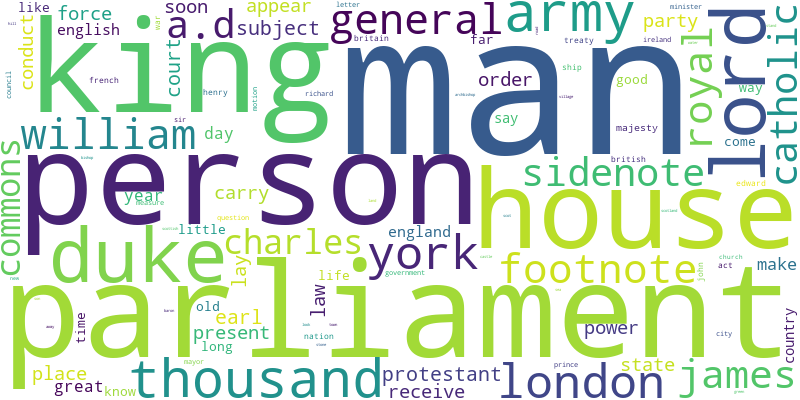 like soon a.d general letter army appear party minister lord
force english subject britain far treaty ireland royal catholic
conduct court king man order ship good way
council french henry richard say majesty come
william day motion archbishop village british
commons person sir sidenote edward
year carry house
measure little question england
duke charles york footnote church make
lay life government john act
parliament law
old earl power city country
time present long nation
place great know mayor thousand protestant receive prince london state james